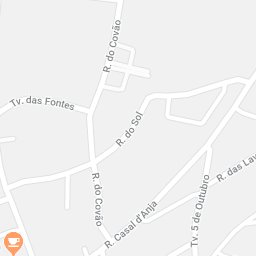 R. do Covão
Tv. das Fontes
R. do Sol
R. das Lav
R. do Covão
Tv. 5 de Outubro
R. Casal d'Anja